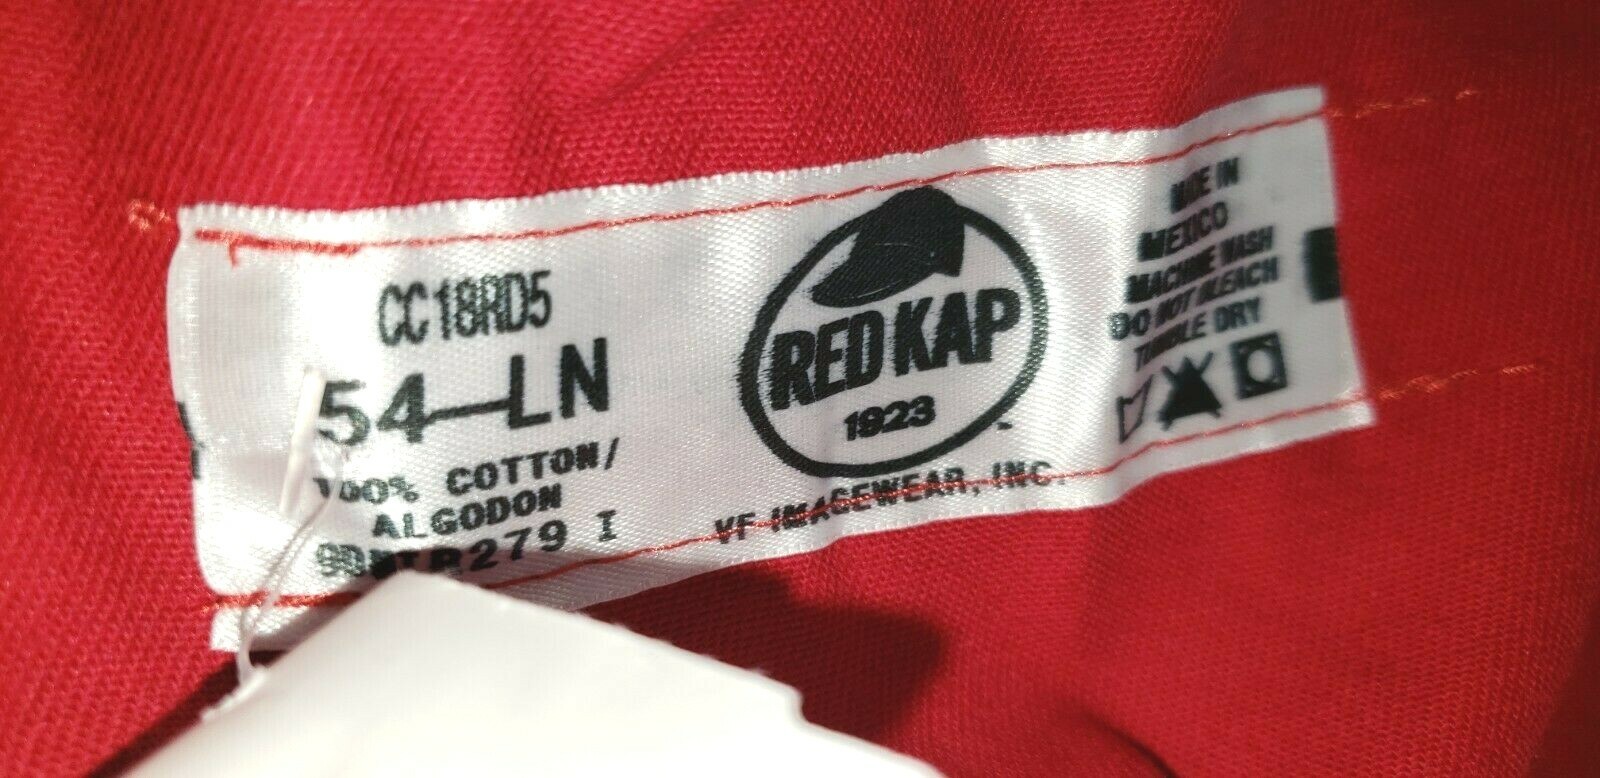 CC18RD5
54-LN
100% COTTON/
ALGODON
279 I
RED KAP
1923
VF IMAGEWEAR, INC.
MADE IN
MEXICO
MACHINE WASH
DO NOT BLEACH
TUMBLE DRY